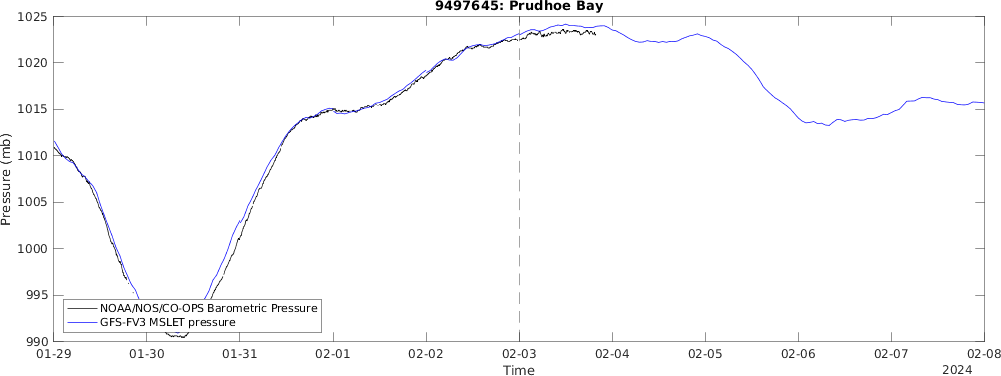 9497645: Prudhoe Bay
1025
1020
1015
1010
1005
1000
995
990
Pressure (mb)
NOAA/NOS/CO-OPS Barometric Pressure
GFS-FV3 MSLET pressure
01-29 01-30 01-31 02-01 02-02 02-03 02-04 02-05 02-06 02-07 02-08
Time
2024